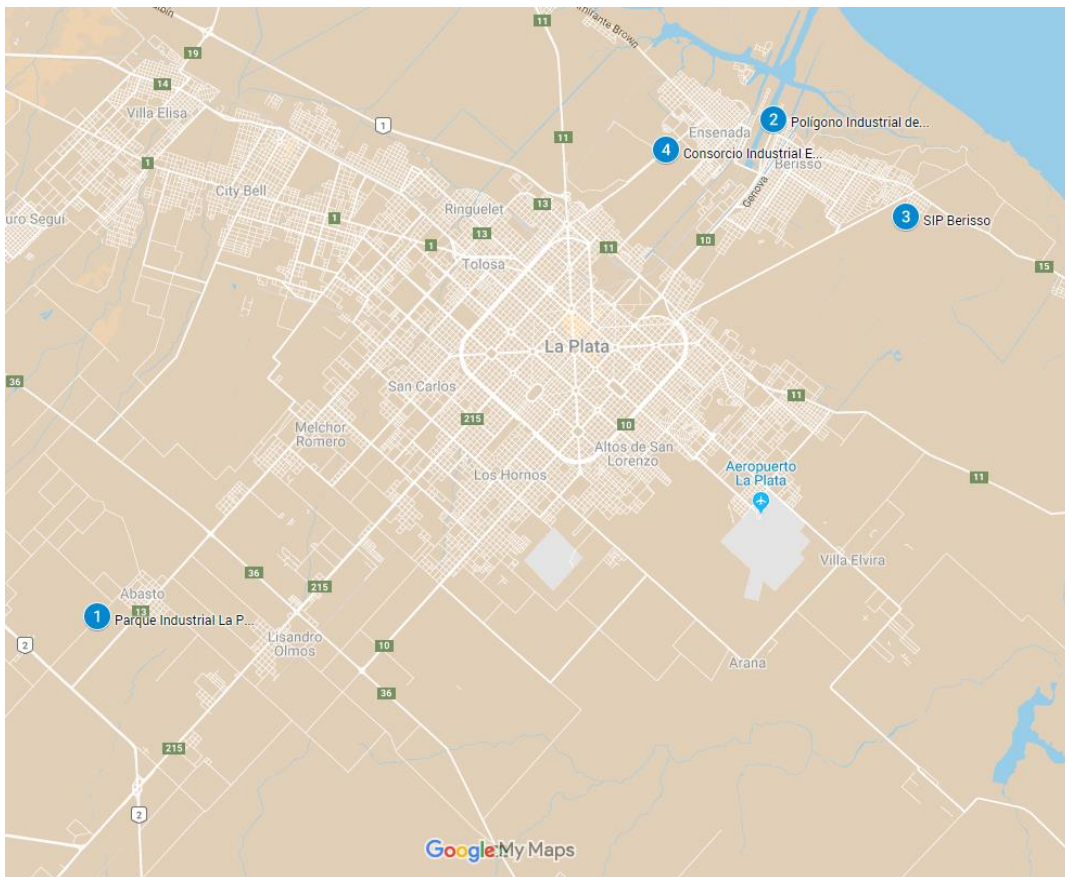 albín
11
mirante Brown
19
14
Villa Elisa
1
2
Polígono Industrial de...
Ensenada
11
4
Consorcio Industrial E...
1
Berisso
City Bell
Genova
Ringuelet
13
3
SIP Berisso
uro Segui
1
13
1
11
10
Tolosa
15
La Plata
36
San Carlos
11
215
10
Melchor
Romero
Altos de San
Lorenzo
Los Hornos
Aeropuerto
La Plata
11
Villa Elvira
36
215
Abasto
13
1
Parque Industrial La P...
2
Lisandro
Olmos
10
Arana
36
215
2
Google My Maps